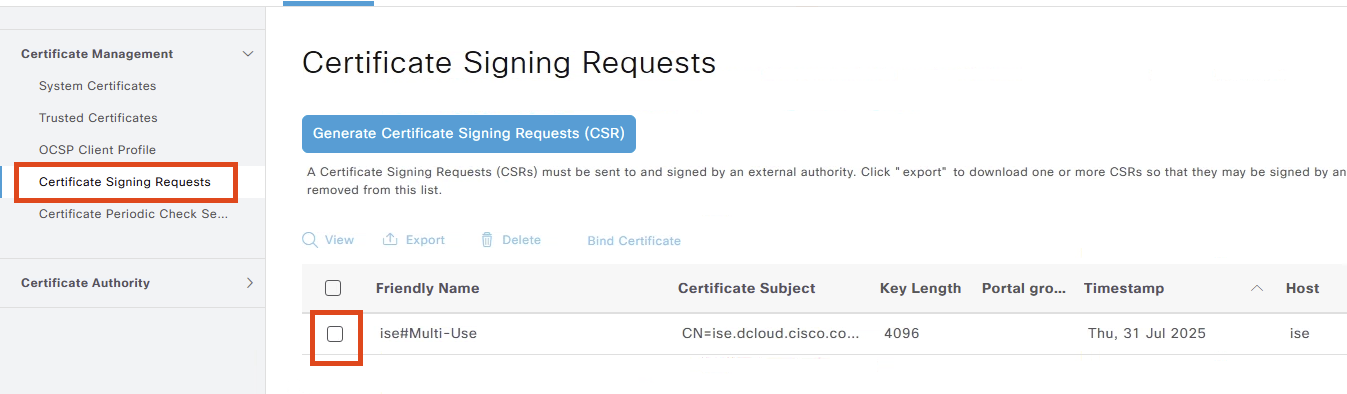 Certificate Management
System Certificates
Trusted Certificates
OCSP Client Profile
Certificate Signing Requests
Certificate Periodic Check Se...
Certificate Authority
Certificate Signing Requests
Generate Certificate Signing Requests (CSR)
A Certificate Signing Requests (CSRs) must be sent to and signed by an external authority. Click "export" to download one or more CSRs so that they may be signed by an
removed from this list.
View Export Delete Bind Certificate
Friendly Name Certificate Subject Key Length Portal gro... Timestamp Host
ise#Multi-Use CN=ise.dcloud.cisco.co... 4096 Thu, 31 Jul 2025 ise